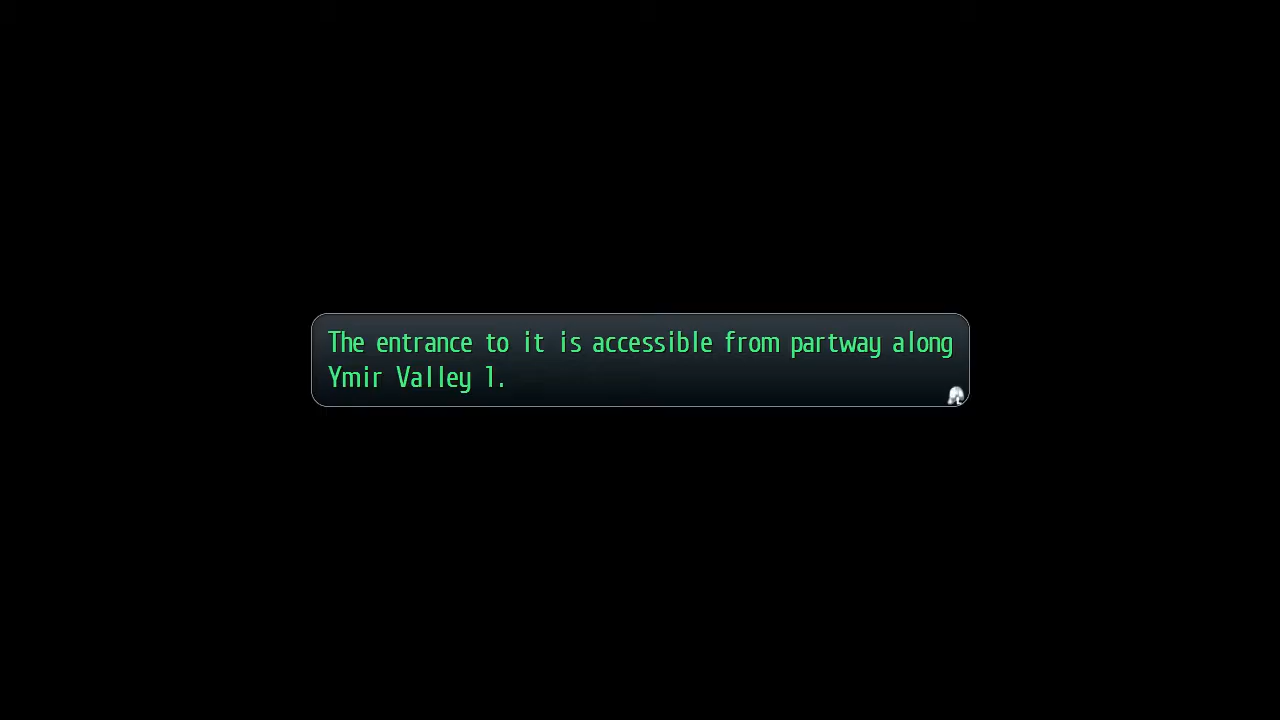 The entrance to it is accessible from partway along
Ymir Valley 1.